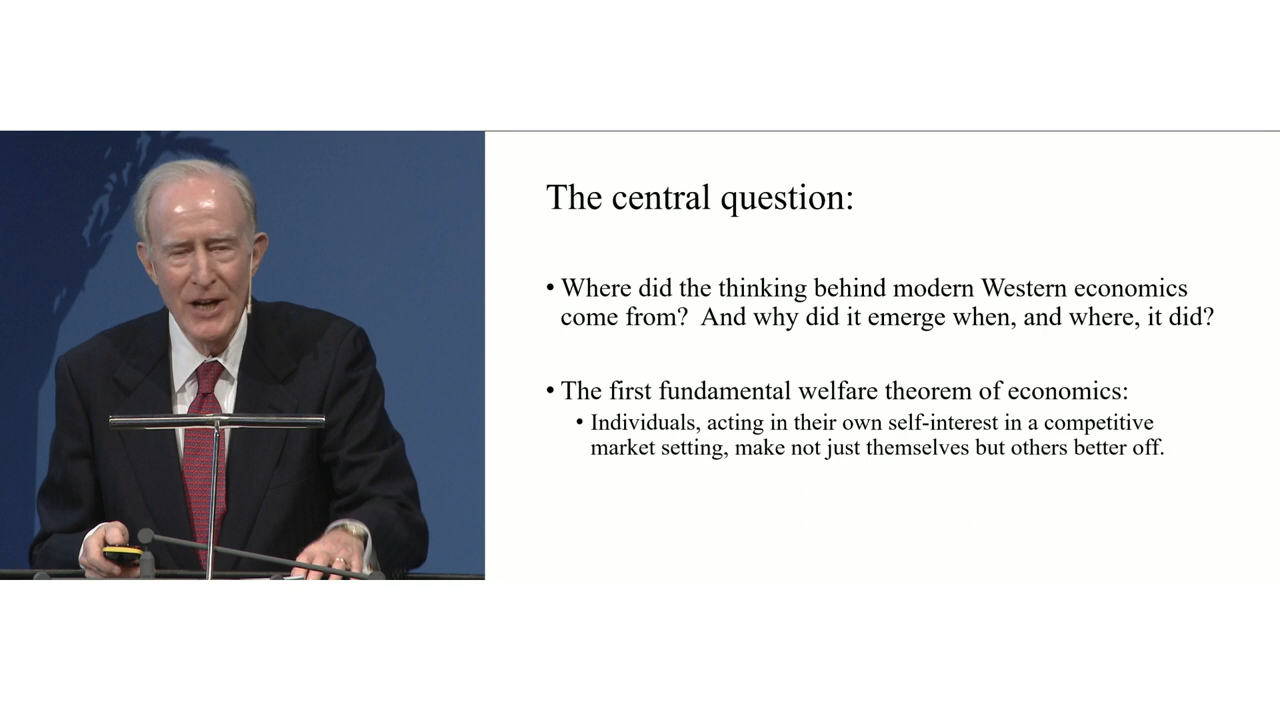 The central question:
• Where did the thinking behind modern Western economics
come from?  And why did it emerge when, and where, it did?
• The first fundamental welfare theorem of economics:
• Individuals, acting in their own self-interest in a competitive
market setting, make not just themselves but others better off.